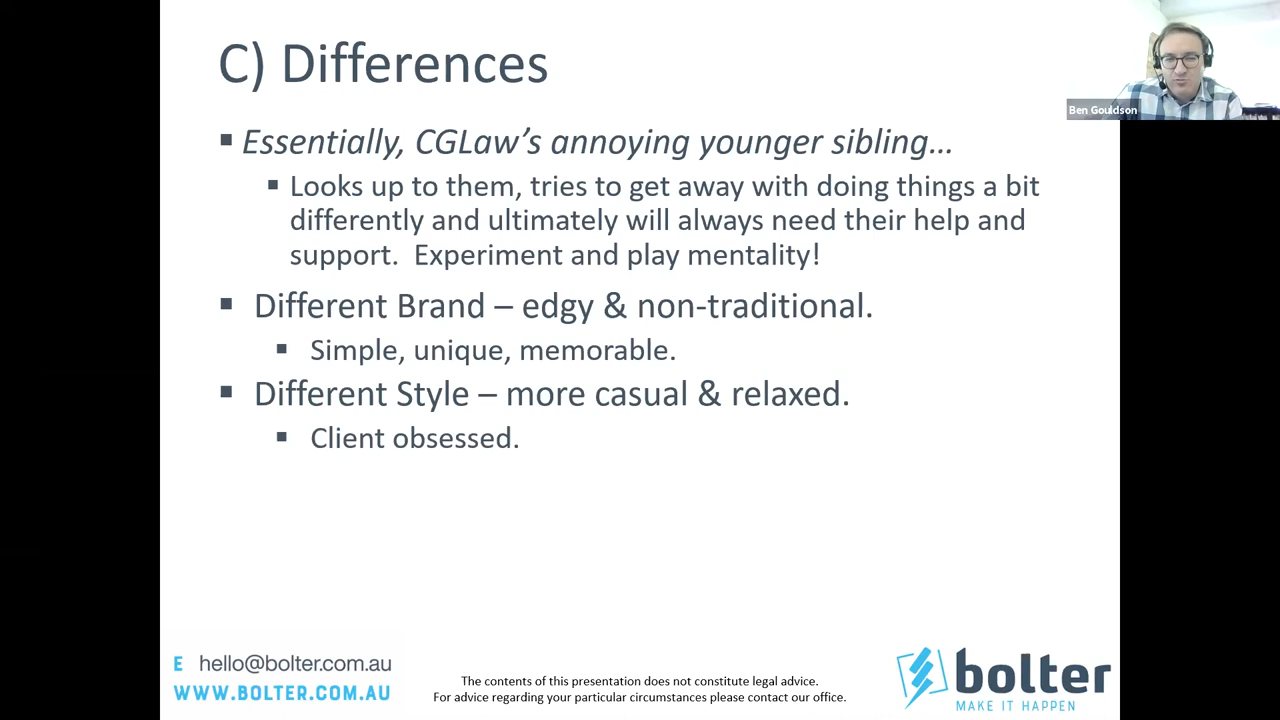 C) Differences
Ben Gouldson
▪ Essentially, CGLaw’s annoying younger sibling…
▪ Looks up to them, tries to get away with doing things a bit
differently and ultimately will always need their help and
support.  Experiment and play mentality!
▪ Different Brand – edgy & non-traditional.
▪ Simple, unique, memorable.
▪ Different Style – more casual & relaxed.
▪ Client obsessed.
E hello@bolter.com.au
WWW.BOLTER.COM.AU
The contents of this presentation does not constitute legal advice.
For advice regarding your particular circumstances please contact our office.
bolter
MAKE IT HAPPEN